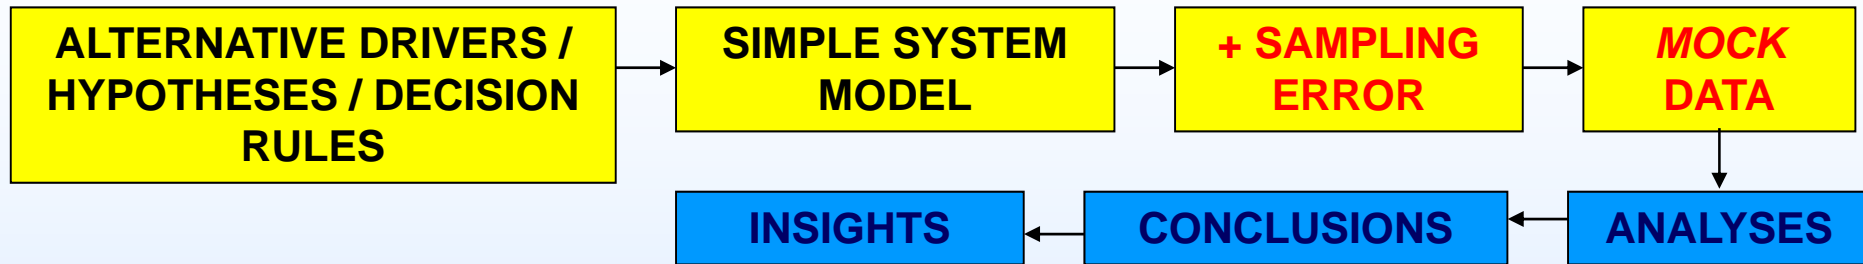 ALTERNATIVE DRIVERS /
HYPOTHESES / DECISION
RULES
SIMPLE SYSTEM
MODEL
+ SAMPLING
ERROR
MOCK
DATA
ANALYSES
CONCLUSIONS
INSIGHTS